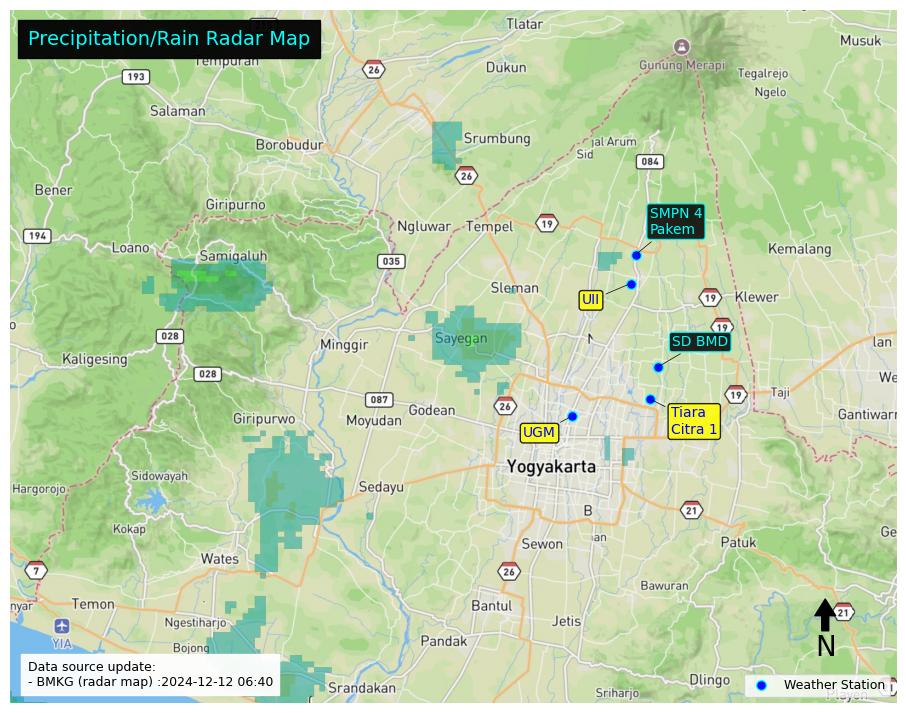 Precipitation/Rain Radar Map
Tlatar
Musuk
Tempuran
26
Dukun
Gunung Merapi
Tegalrejo
193
Ngelo
Salaman
Borobudur
Srumbung
jal Arum
Sid
084
26
Bener
Giripurno
SMPN 4
Pakem
194
Loano
Samigaluh
Ngluwar
Tempel
19
Kemalang
035
Sleman
UII
19
Klewer
028
Minggir
Sayegan
N
19
SD BMD
lan
Kaligesing
028
We
087
Godean
26
19
Taji
Giripurwo
Moyudan
UGM
Tiara
Citra 1
Gantiwarr
Yogyakarta
Hargorojo
Sidowayah
Sedayu
B
21
Kokap
an
Ge
Wates
Sewon
Patuk
7
26
Bawuran
nyar
Temon
Bantul
21
Ngestiharjo
Jetis
YIA
Bojong
Pandak
N
Data source update:
- BMKG (radar map) :2024-12-12 06:40
Srandakan
Sriharjo
Dlingo
Weather Station
Playen